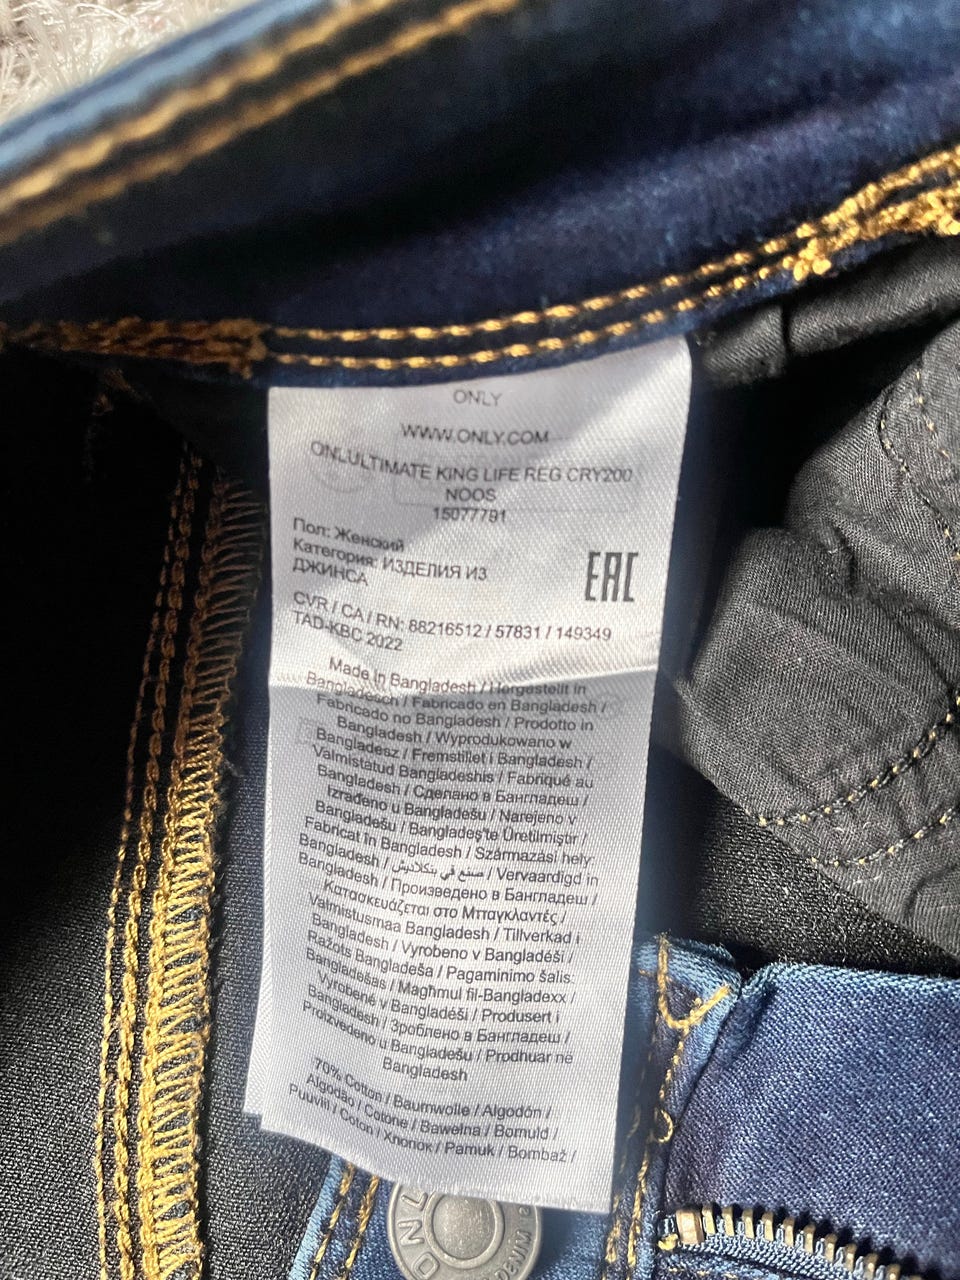 ONLY
WWW.ONLY.COM
ONLULTIMATE KING LIFE REG CRY200
NOOS
15077791
Пол: Женский
Категория: ИЗДЕЛИЯ ИЗ
ДЖИНСА
EAC
CVR / CA / RN: 88216512 / 57831 / 149349
TAD-KBC 2022
Made in Bangladesh / Hergestellt in
Bangladesch / Fabricado en Bangladesh /
Fabricado no Bangladesh / Prodotto in
Bangladesh / Wyprodukowano w
Bangladesz / Fremstillet i Bangladesh /
Valmistatud Bangladeshis / Fabriqué au
Bangladesh / Сделано в Бангладеш /
Izrađeno u Bangladešu / Narejeno v
Bangladešu / Bangladeş'te Üretilmiştir /
Fabricat în Bangladesh / Származási hely:
Bangladesh / صنع في بنكلاديش / Vervaardigd in
Bangladesh / Произведено в Бангладеш /
Κατασκευάζεται στο Μπαγκλαντές /
Valmistusmaa Bangladesh / Tillverkad i
Bangladesh / Vyrobeno v Bangladéši /
Ražots Bangladeša / Pagaminimo šalis:
Bangladešas / Magħmul fil-Bangladexx /
Vyrobené v Bangladéši / Produsert i
Bangladesh / Зроблено в Бангладеш /
Proizvedeno u Bangladešu / Prodhuar në
Bangladesh
70% Cotton / Baumwolle / Algodón /
Algodão / Cotone / Bawełna / Bomuld /
Puuvill / Coton / Хлопок / Pamuk / Bombaž /
ONL
DENIM